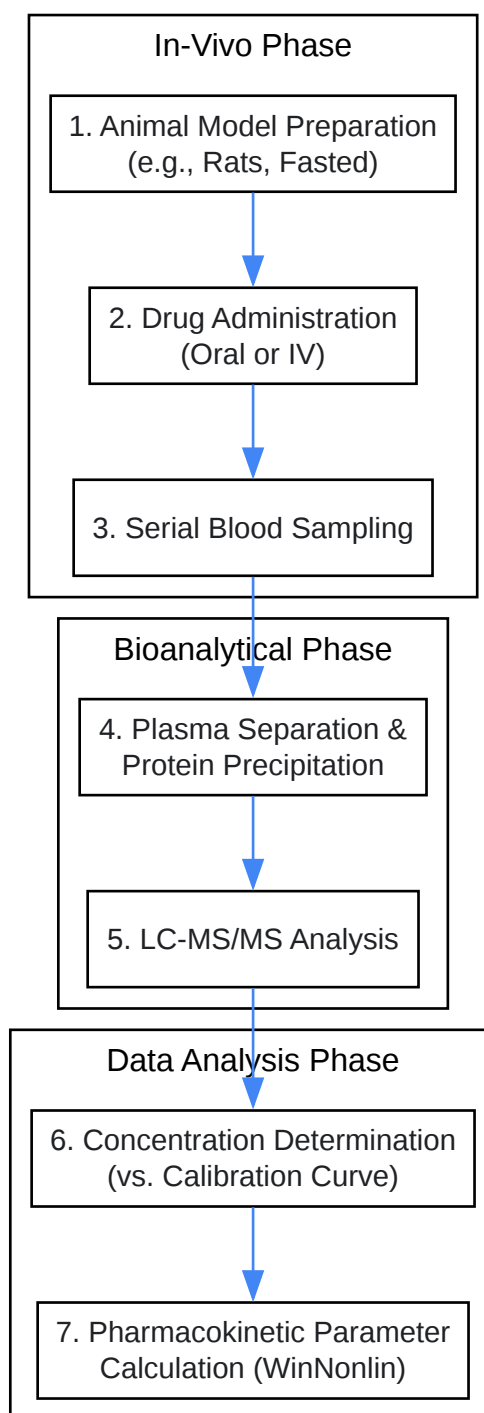 In-Vivo Phase
1. Animal Model Preparation
(e.g., Rats, Fasted)
2. Drug Administration
(Oral or IV)
3. Serial Blood Sampling
Bioanalytical Phase
4. Plasma Separation &
Protein Precipitation
5. LC-MS/MS Analysis
Data Analysis Phase
6. Concentration Determination
(vs. Calibration Curve)
7. Pharmacokinetic Parameter
Calculation (WinNonlin)